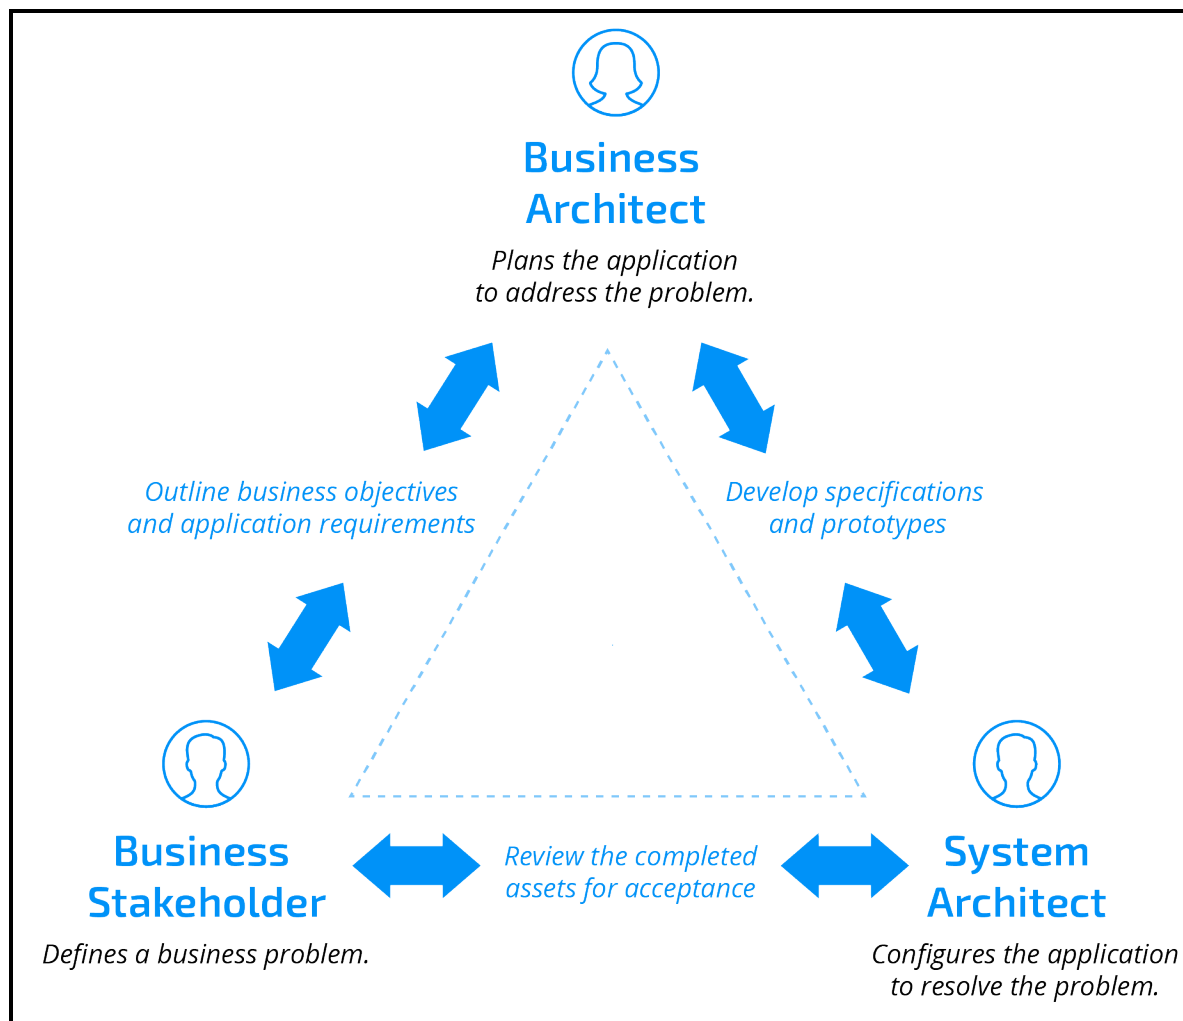 Business
Architect
Plans the application
to address the problem.
Outline business objectives
and application requirements
Develop specifications
and prototypes
Business
Stakeholder
Defines a business problem.
Review the completed
assets for acceptance
System
Architect
Configures the application
to resolve the problem.